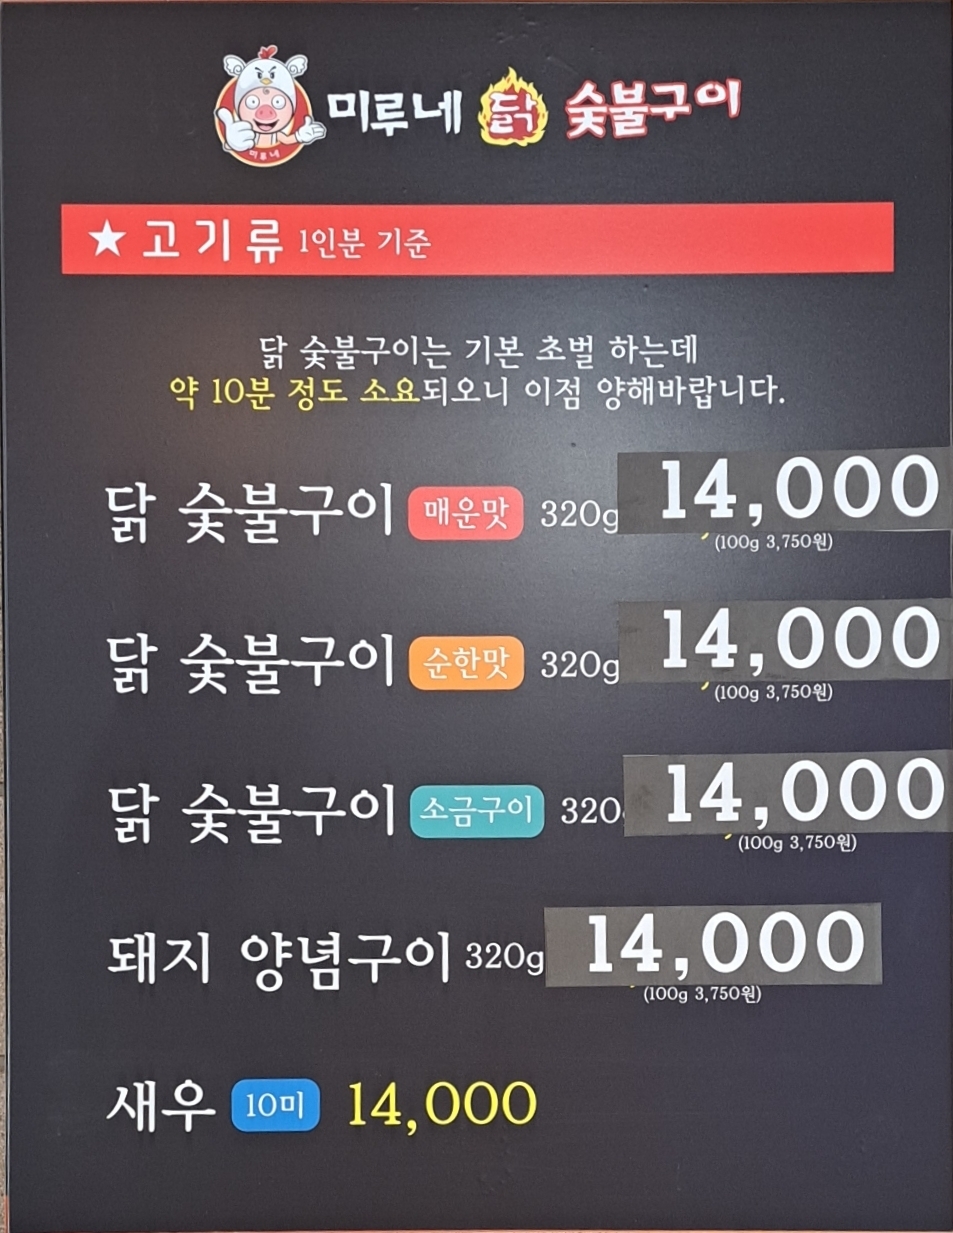 미루네
미루네 닭 숯불구이
★ 고기류 1인분 기준
닭 숯불구이는 기본 초벌 하는데
약 10분 정도 소요되오니 이점 양해바랍니다.
닭 숯불구이 매운맛 320g 14,000
(100g 3,750원)
닭 숯불구이 순한맛 320g 14,000
(100g 3,750원)
닭 숯불구이 소금구이 320 14,000
(100g 3,750원)
돼지 양념구이 320g 14,000
(100g 3,750원)
새우 10미 14,000